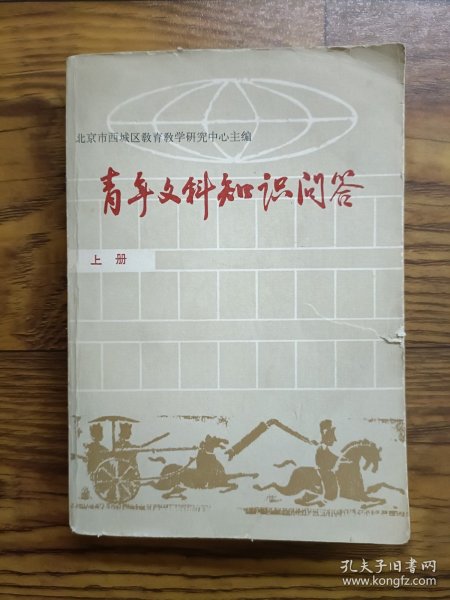 北京市西城区教育教学研究中心主编
青年文科知识问答
上册
孔夫子旧书网
www.kongfz.com